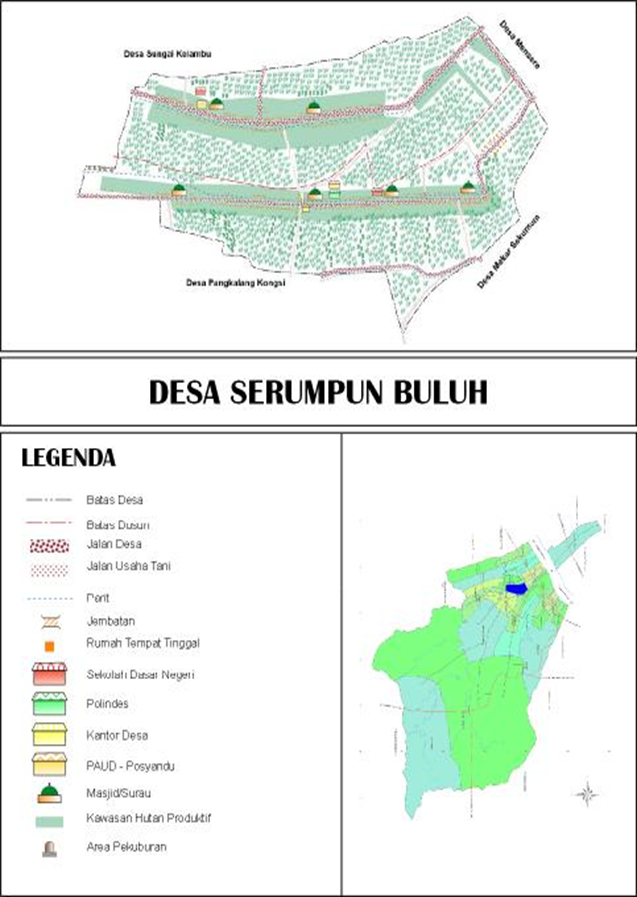 Desa Sungai Kelambu
Desa Mensere
Desa Mekar Sekuntum
Desa Pangkalang Kongsi
DESA SERUMPUN BULUH
LEGENDA
Batas Desa
Batas Dusun
Jalan Desa
Jalan Usaha Tani
Parit
Jembatan
Rumah Tempat Tinggal
Sekolah Dasar Negeri
Polindes
Kantor Desa
PAUD - Posyandu
Masjid/Surau
Kawasan Hutan Produktif
Area Pekuburan